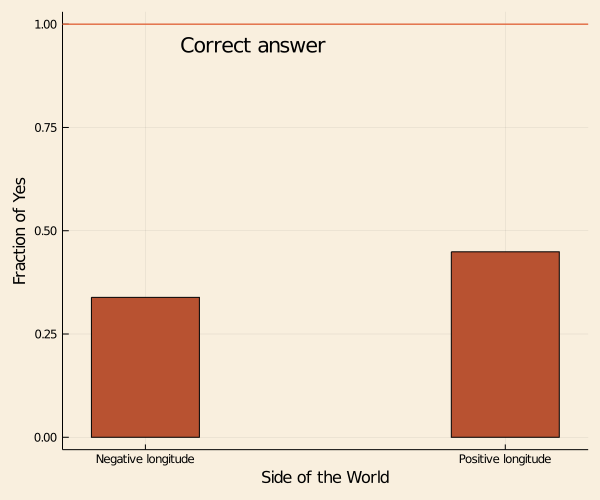 1.00
Correct answer
0.75
0.50
0.25
0.00
Fraction of Yes
Negative longitude
Positive longitude
Side of the World